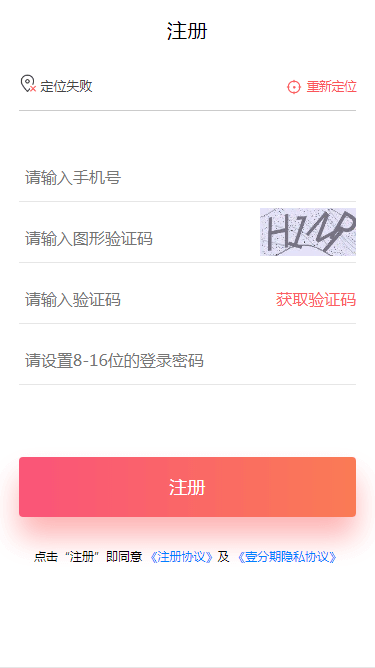 注册
定位失败 重新定位
请输入手机号
请输入图形验证码 H1NP
请输入验证码 获取验证码
请设置8-16位的登录密码
注册
点击“注册”即同意《注册协议》及《壹分期隐私协议》